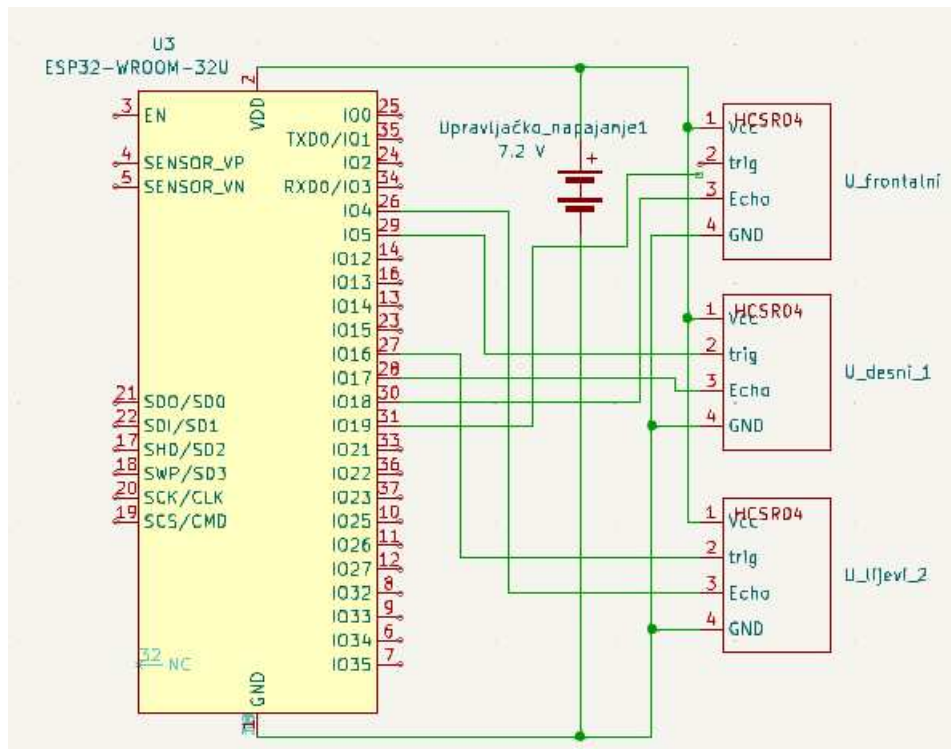 U3
ESP32-WROOM-32U
2
VDD
3 EN
4 SENSOR_VP
5 SENSOR_VN
21 SDO/SD0
22 SDI/SD1
17 SHD/SD2
18 SWP/SD3
20 SCK/CLK
19 SCS/CMD
32 NC
GND
1
IO0 25
TXD0/IO1 35
IO2 24
RXD0/IO3 34
IO4 26
IO5 29
IO12 14
IO13 16
IO14 13
IO15 23
IO16 27
IO17 28
IO18 30
IO19 31
IO21 33
IO22 36
IO23 37
IO25 10
IO26 11
IO27 12
IO32 8
IO33 9
IO34 6
IO35 7
Upravljačko_napajanje1
7.2 V
+
HCSR04
1 Vcc
2 trig
3 Echo
4 GND
U_frontalni
HCSR04
1 Vcc
2 trig
3 Echo
4 GND
U_desni_1
HCSR04
1 Vcc
2 trig
3 Echo
4 GND
U_lijevi_2